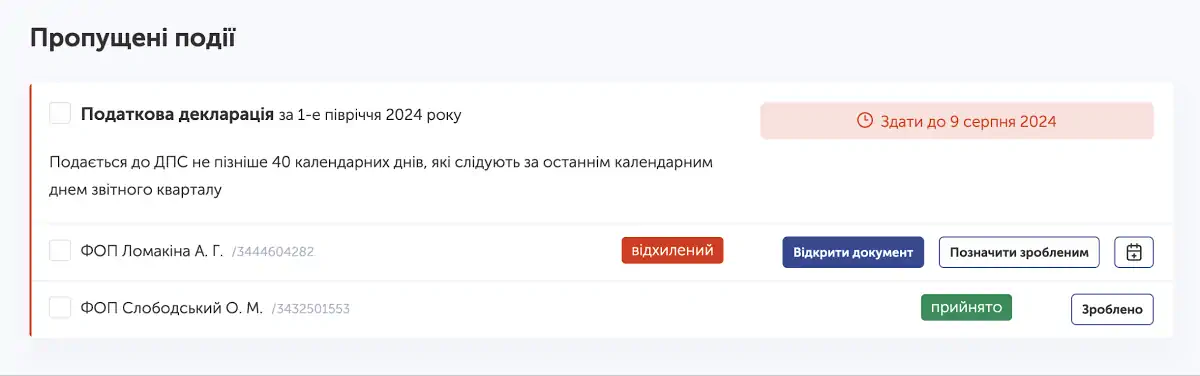 Пропущені події
Податкова декларація за 1-е півріччя 2024 року
Здати до 9 серпня 2024
Подається до ДПС не пізніше 40 календарних днів, які слідують за останнім календарним
днем звітного кварталу
ФОП Ломакіна А. Г. /3444604282 відхилений Відкрити документ Позначити зробленим
ФОП Слободський О. М. /3432501553 прийнято Зроблено